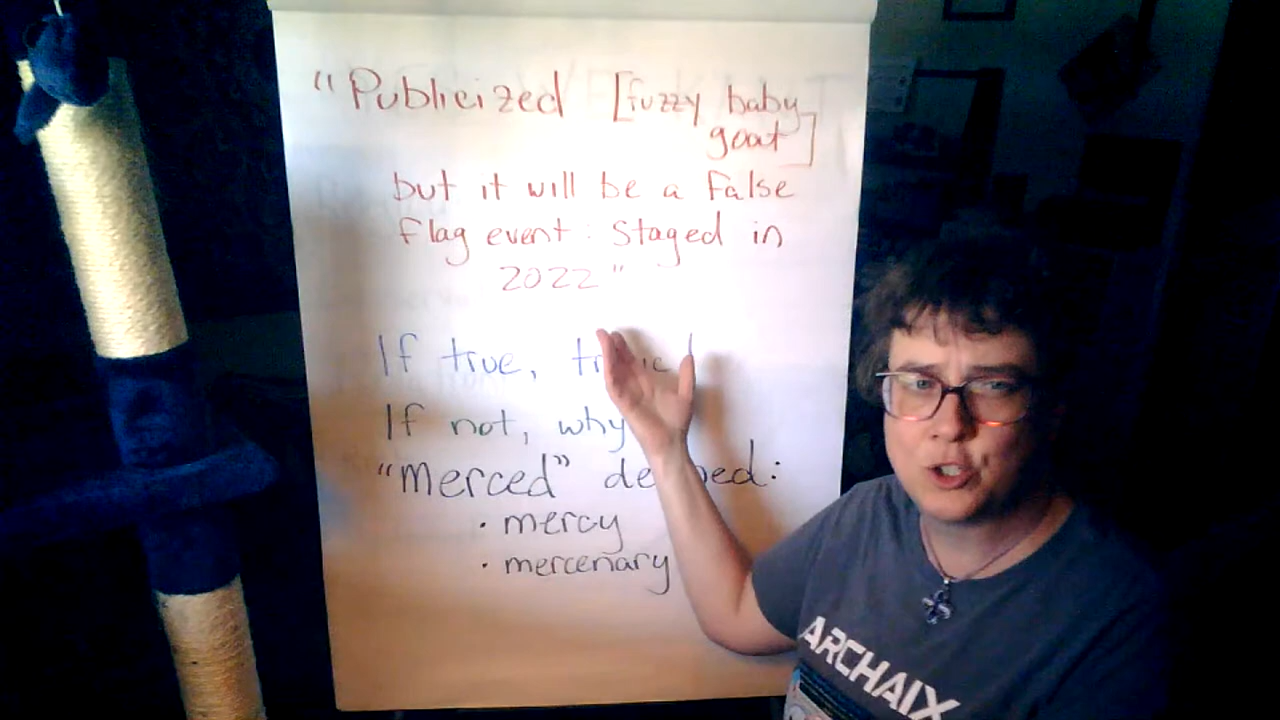 "Publicized [fuzzy baby
goat]
but it will be a false
flag event: Staged in
2022"
If true,
If not, why
"merced"
· mercy
· mercenary
ARCHAIX